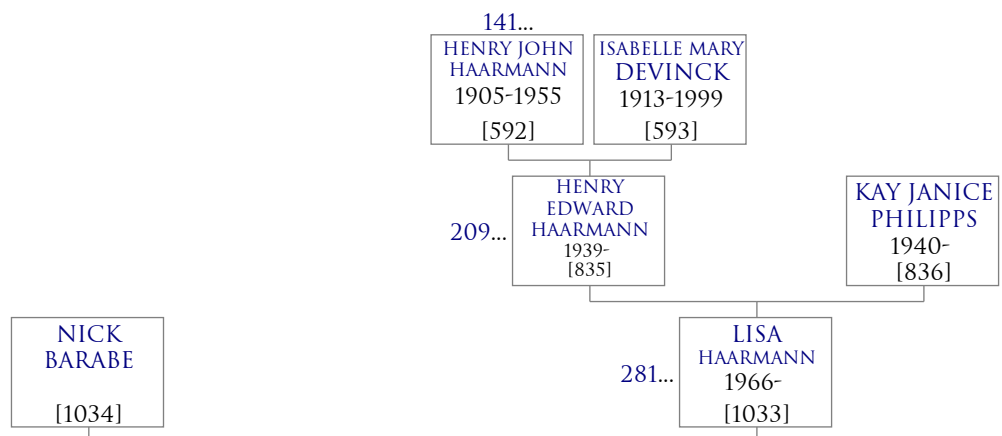 141...
HENRY JOHN
HAARMANN
1905-1955
[592]
ISABELLE MARY
DEVINCK
1913-1999
[593]
209...
HENRY
EDWARD
HAARMANN
1939-
[835]
KAY JANICE
PHILIPPS
1940-
[836]
NICK
BARABE
[1034]
281...
LISA
HAARMANN
1966-
[1033]